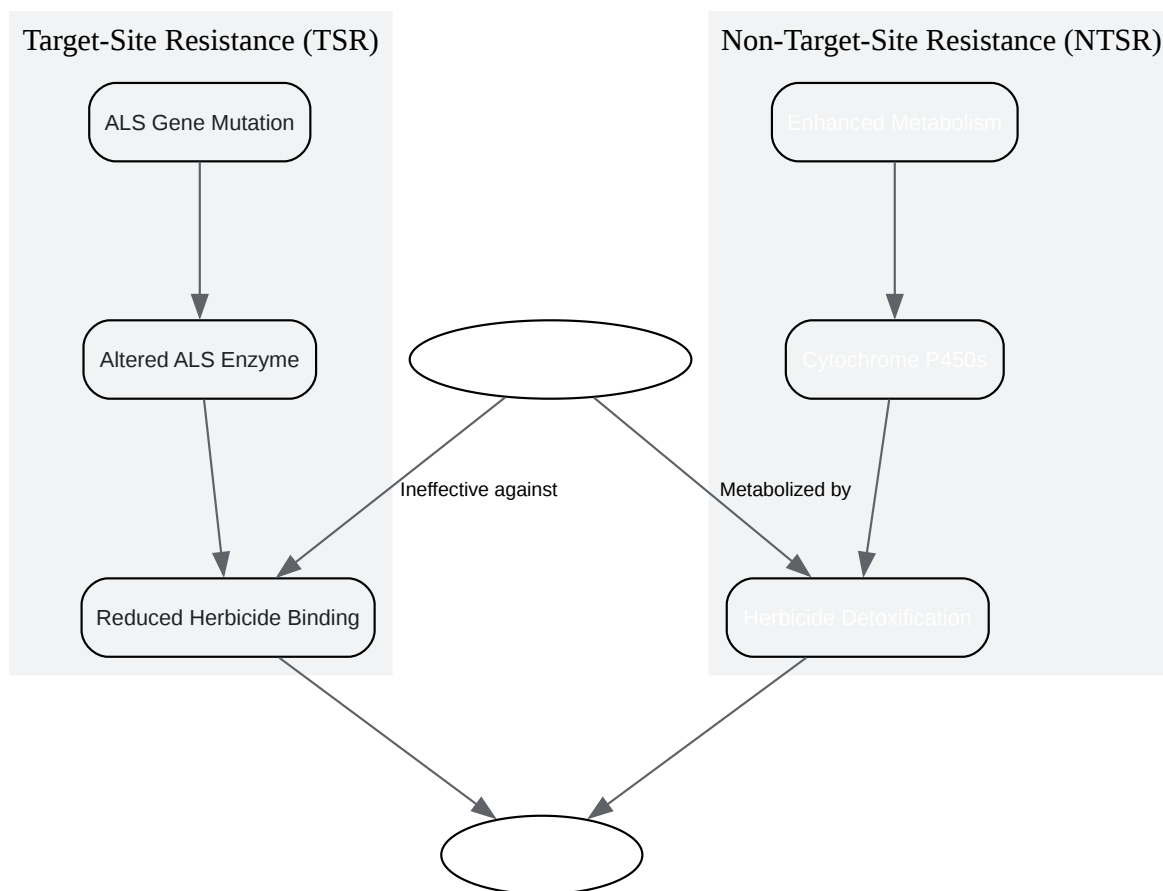 Target-Site Resistance (TSR)
ALS Gene Mutation
Altered ALS Enzyme
Reduced Herbicide Binding
Non-Target-Site Resistance (NTSR)
Enhanced Metabolism
Cytochrome P450s
Herbicide Detoxification
Ineffective against
Metabolized by